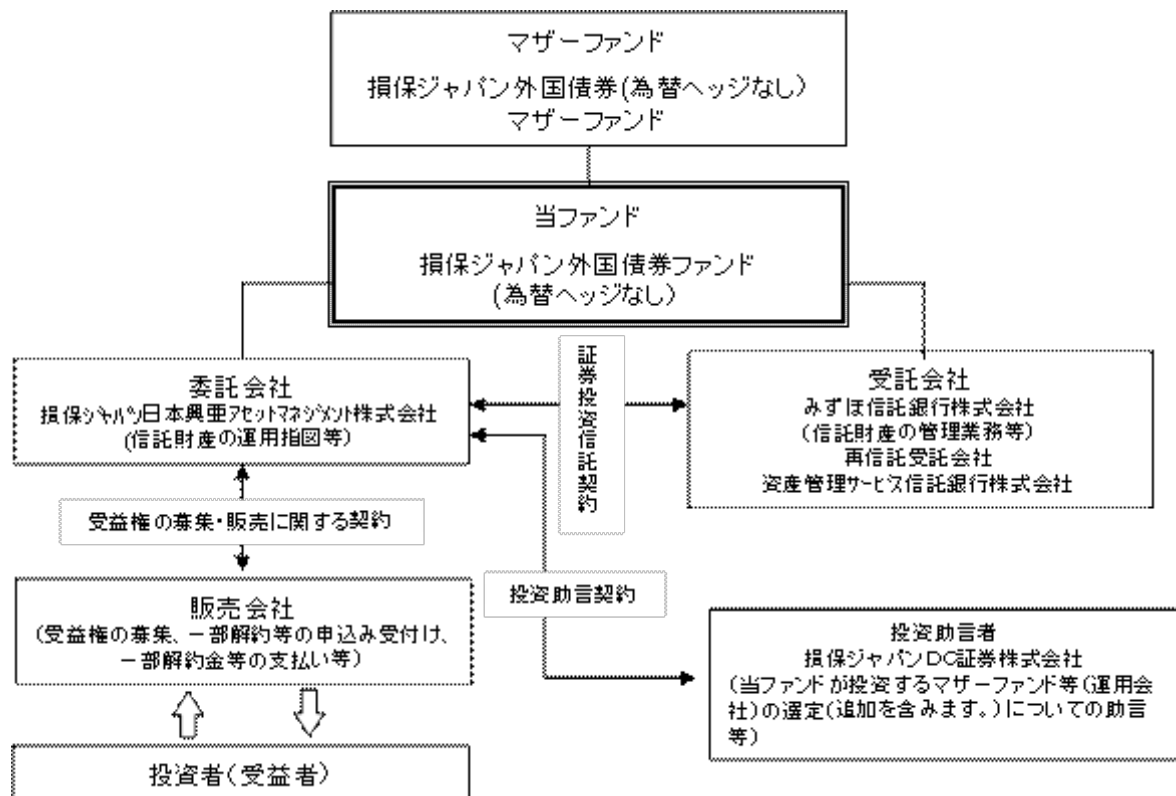 マザーファンド
損保ジャパン外国債券(為替ヘッジなし)
マザーファンド
当ファンド
損保ジャパン外国債券ファンド
(為替ヘッジなし)
委託会社
損保ジャパン日本興亜アセットマネジメント株式会社
(信託財産の運用指図等)
証券投資信託契約
受託会社
みずほ信託銀行株式会社
(信託財産の管理業務等)
再信託受託会社
資産管理サービス信託銀行株式会社
受益権の募集・販売に関する契約
投資助言契約
販売会社
(受益権の募集、一部解約等の申込み受付け、
一部解約金等の支払い等)
投資助言者
損保ジャパンDC証券株式会社
(当ファンドが投資するマザーファンド等(運用会
社)の選定(追加を含みます。)についての助言
等)
投資者(受益者)